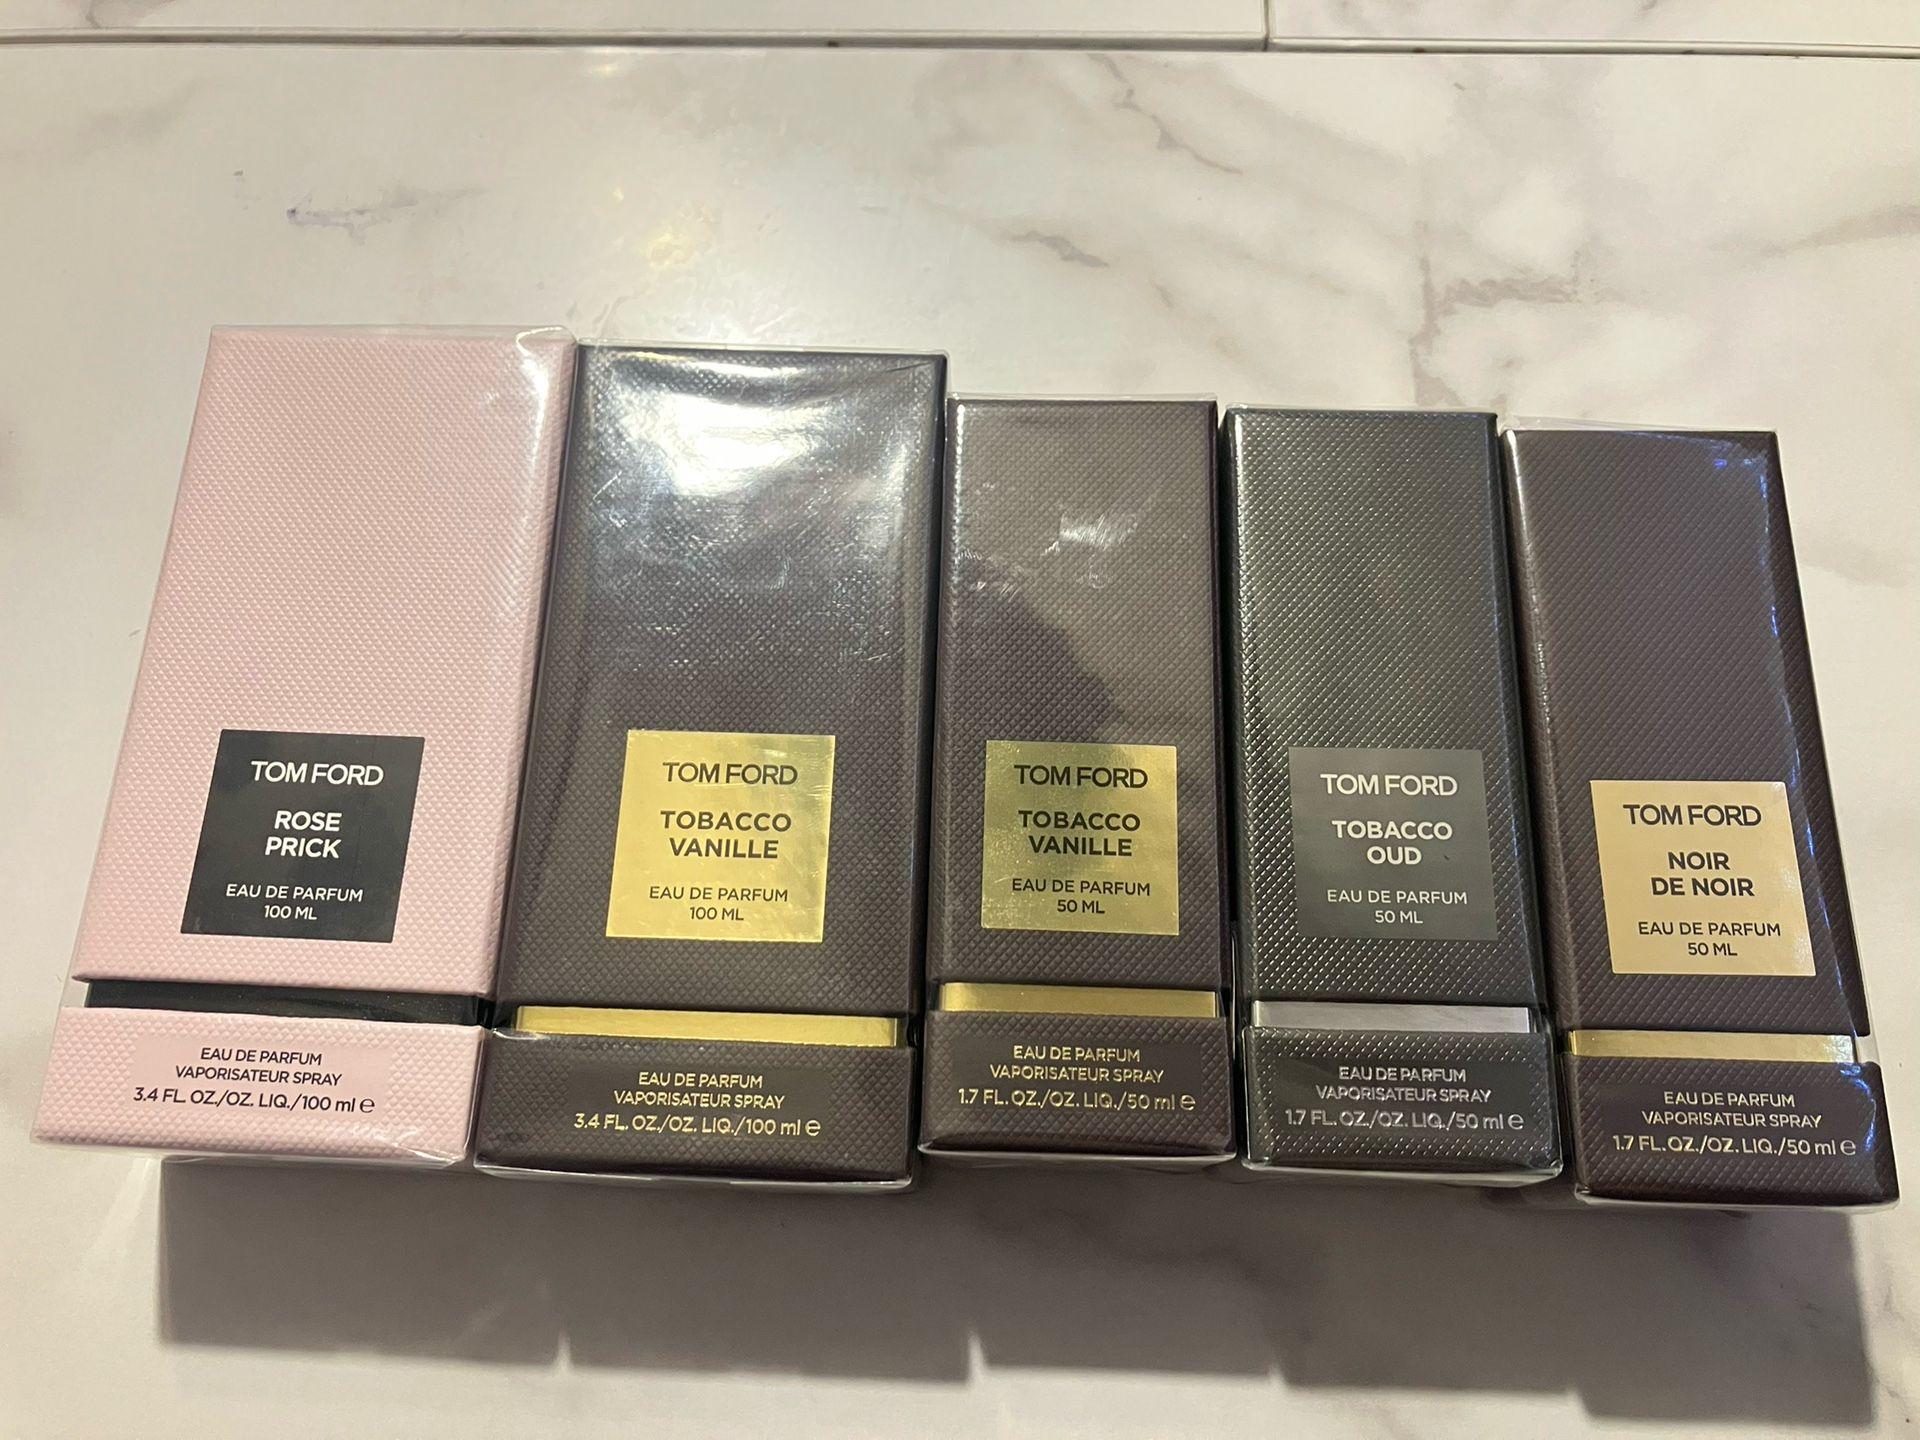 TOM FORD
ROSE
PRICK
EAU DE PARFUM
100 ML
EAU DE PARFUM
VAPORISATEUR SPRAY
3.4 FL. OZ./OZ. LIQ./100 ml e
TOM FORD
TOBACCO
VANILLE
EAU DE PARFUM
100 ML
EAU DE PARFUM
VAPORISATEUR SPRAY
3.4 FL. OZ./OZ. LIQ./100 ml e
TOM FORD
TOBACCO
VANILLE
EAU DE PARFUM
50 ML
EAU DE PARFUM
VAPORISATEUR SPRAY
1.7 FL. OZ./OZ. LIQ./50 ml e
TOM FORD
TOBACCO
OUD
EAU DE PARFUM
50 ML
EAU DE PARFUM
VAPORISATEUR SPRAY
1.7 FL. OZ./OZ. LIQ./50 ml e
TOM FORD
NOIR
DE NOIR
EAU DE PARFUM
50 ML
EAU DE PARFUM
VAPORISATEUR SPRAY
1.7 FL. OZ./OZ. LIQ./50 ml e